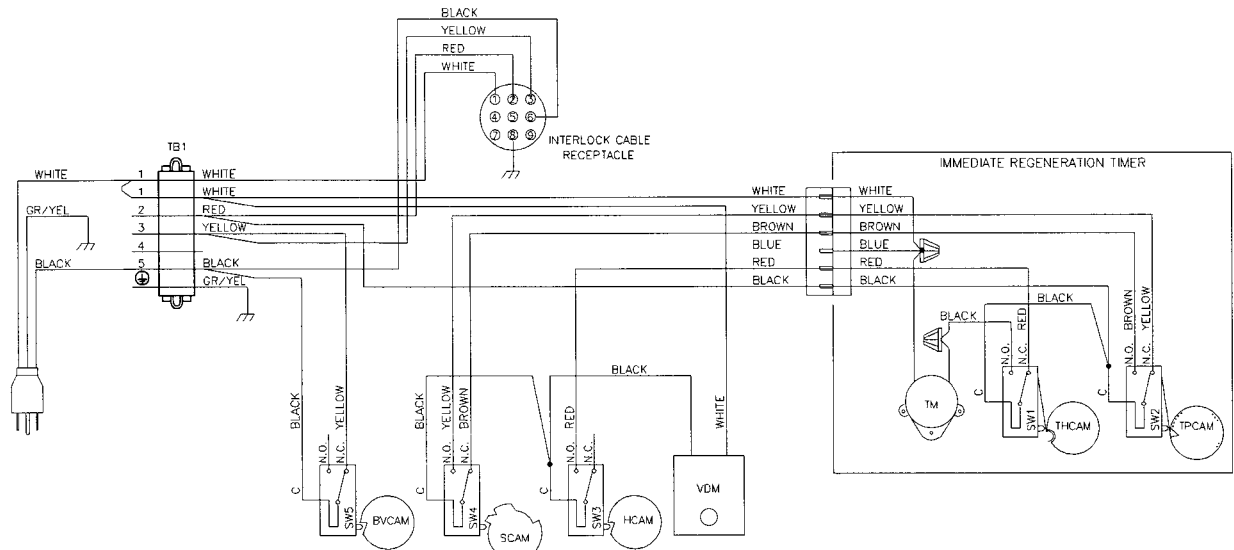 BLACK
YELLOW
RED
WHITE
1 2 3
4 5 6
7 8 9
INTERLOCK CABLE
RECEPTACLE
TB1
WHITE 1 WHITE
1 WHITE
GR/YEL 2 RED
3 YELLOW
4
BLACK 5 BLACK
GR/YEL
IMMEDIATE REGENERATION TIMER
WHITE WHITE
YELLOW YELLOW
BROWN BROWN
BLUE BLUE
RED RED
BLACK BLACK
BLACK
BLACK
N.O.
N.C. RED
C
SW1
THCAM
TM
N.O. BROWN
N.C. YELLOW
C
SW2
TPCAM
BLACK
C
N.O.
N.C. YELLOW
SW5
BVCAM
BLACK
C
N.O. YELLOW
N.C. BROWN
SW4
SCAM
BLACK
C
N.O. RED
N.C.
SW3
HCAM
WHITE
VDM